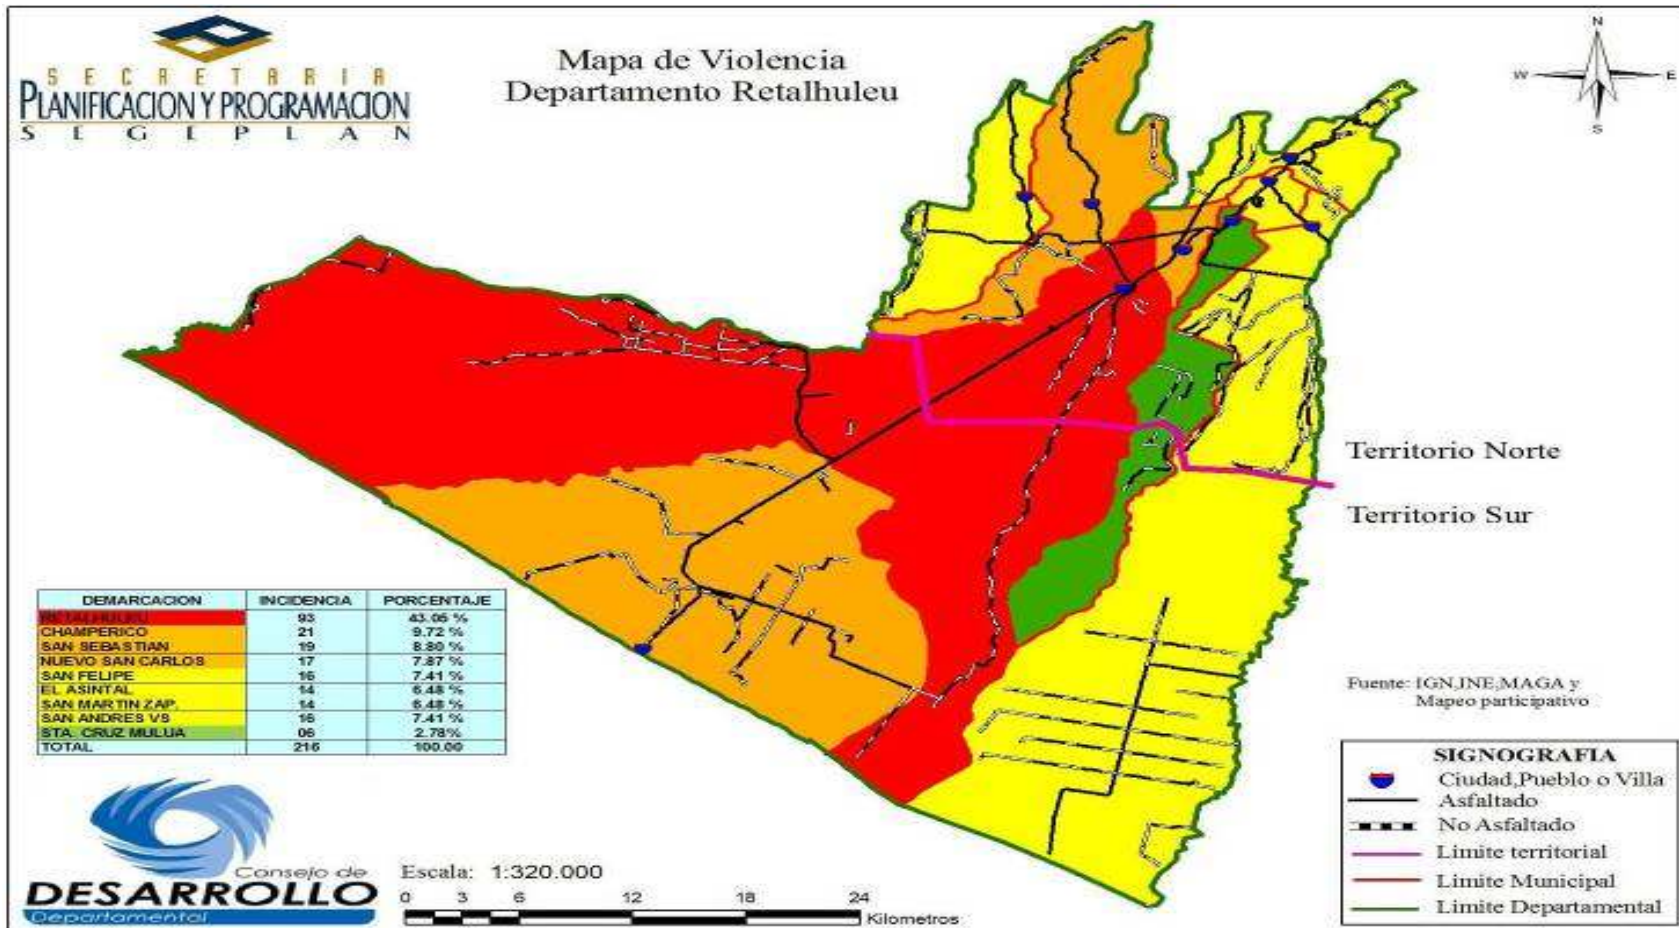 SECRETARIA
PLANIFICACION Y PROGRAMACION
SEGEPLAN
Mapa de Violencia
Departamento Retalhuleu
N
W
E
S
Territorio Norte
Territorio Sur
DEMARCACION INCIDENCIA PORCENTAJE
RETALHULEU 93 43.05 %
CHAMPERICO 21 9.72 %
SAN SEBASTIAN 19 8.80 %
NUEVO SAN CARLOS 17 7.87 %
SAN FELIPE 16 7.41 %
EL ASINTAL 14 6.48 %
SAN MARTIN ZAP. 14 6.48 %
SAN ANDRES VS 16 7.41 %
STA. CRUZ MULUA 06 2.78%
TOTAL 216 100.00
Fuente: IGN,INE,MAGA y
Mapeo participativo
SIGNOGRAFIA
Ciudad,Pueblo o Villa
Asfaltado
No Asfaltado
Limite territorial
Limite Municipal
Limite Departamental
Consejo de
DESARROLLO
Departamental
Escala: 1:320.000
0 3 6 12 18 24
Kilometros